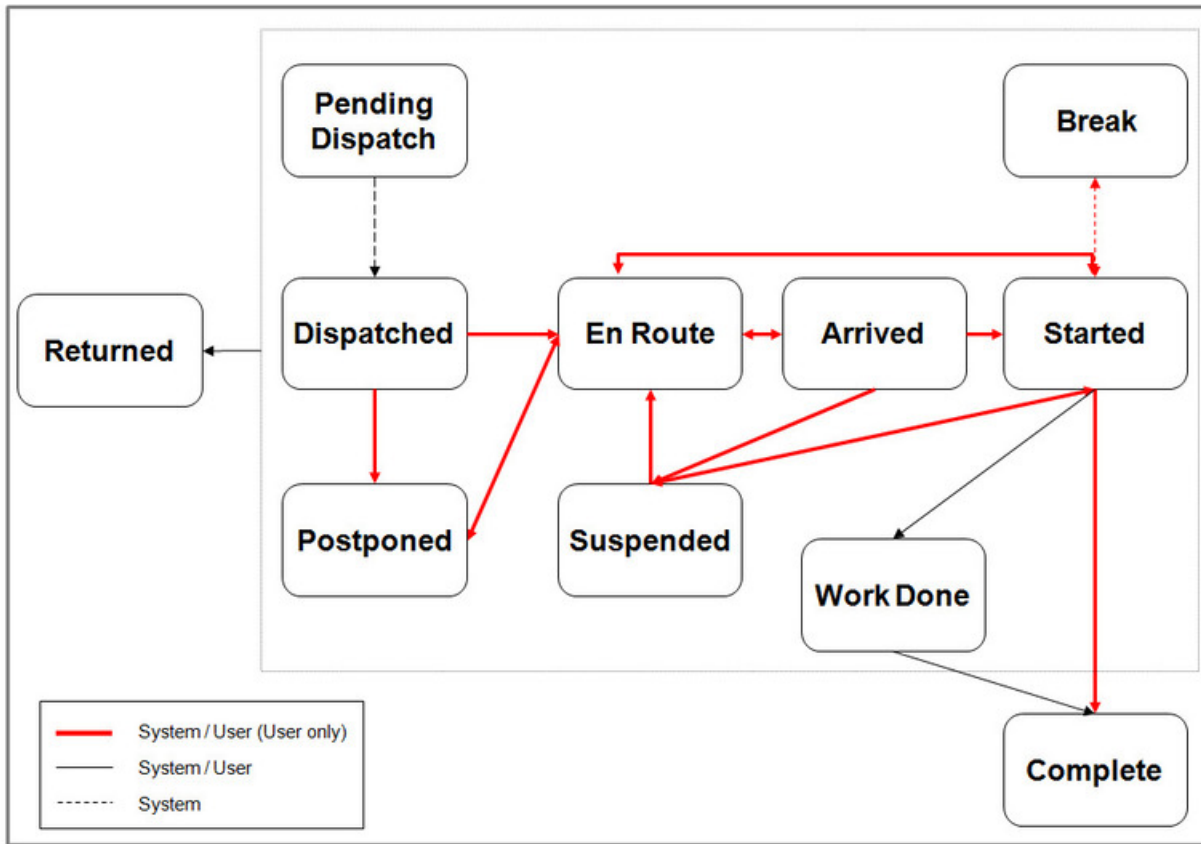 Pending
Dispatch
Break
Returned
Dispatched
En Route
Arrived
Started
Postponed
Suspended
Work Done
Complete
System / User (User only)
System / User
System